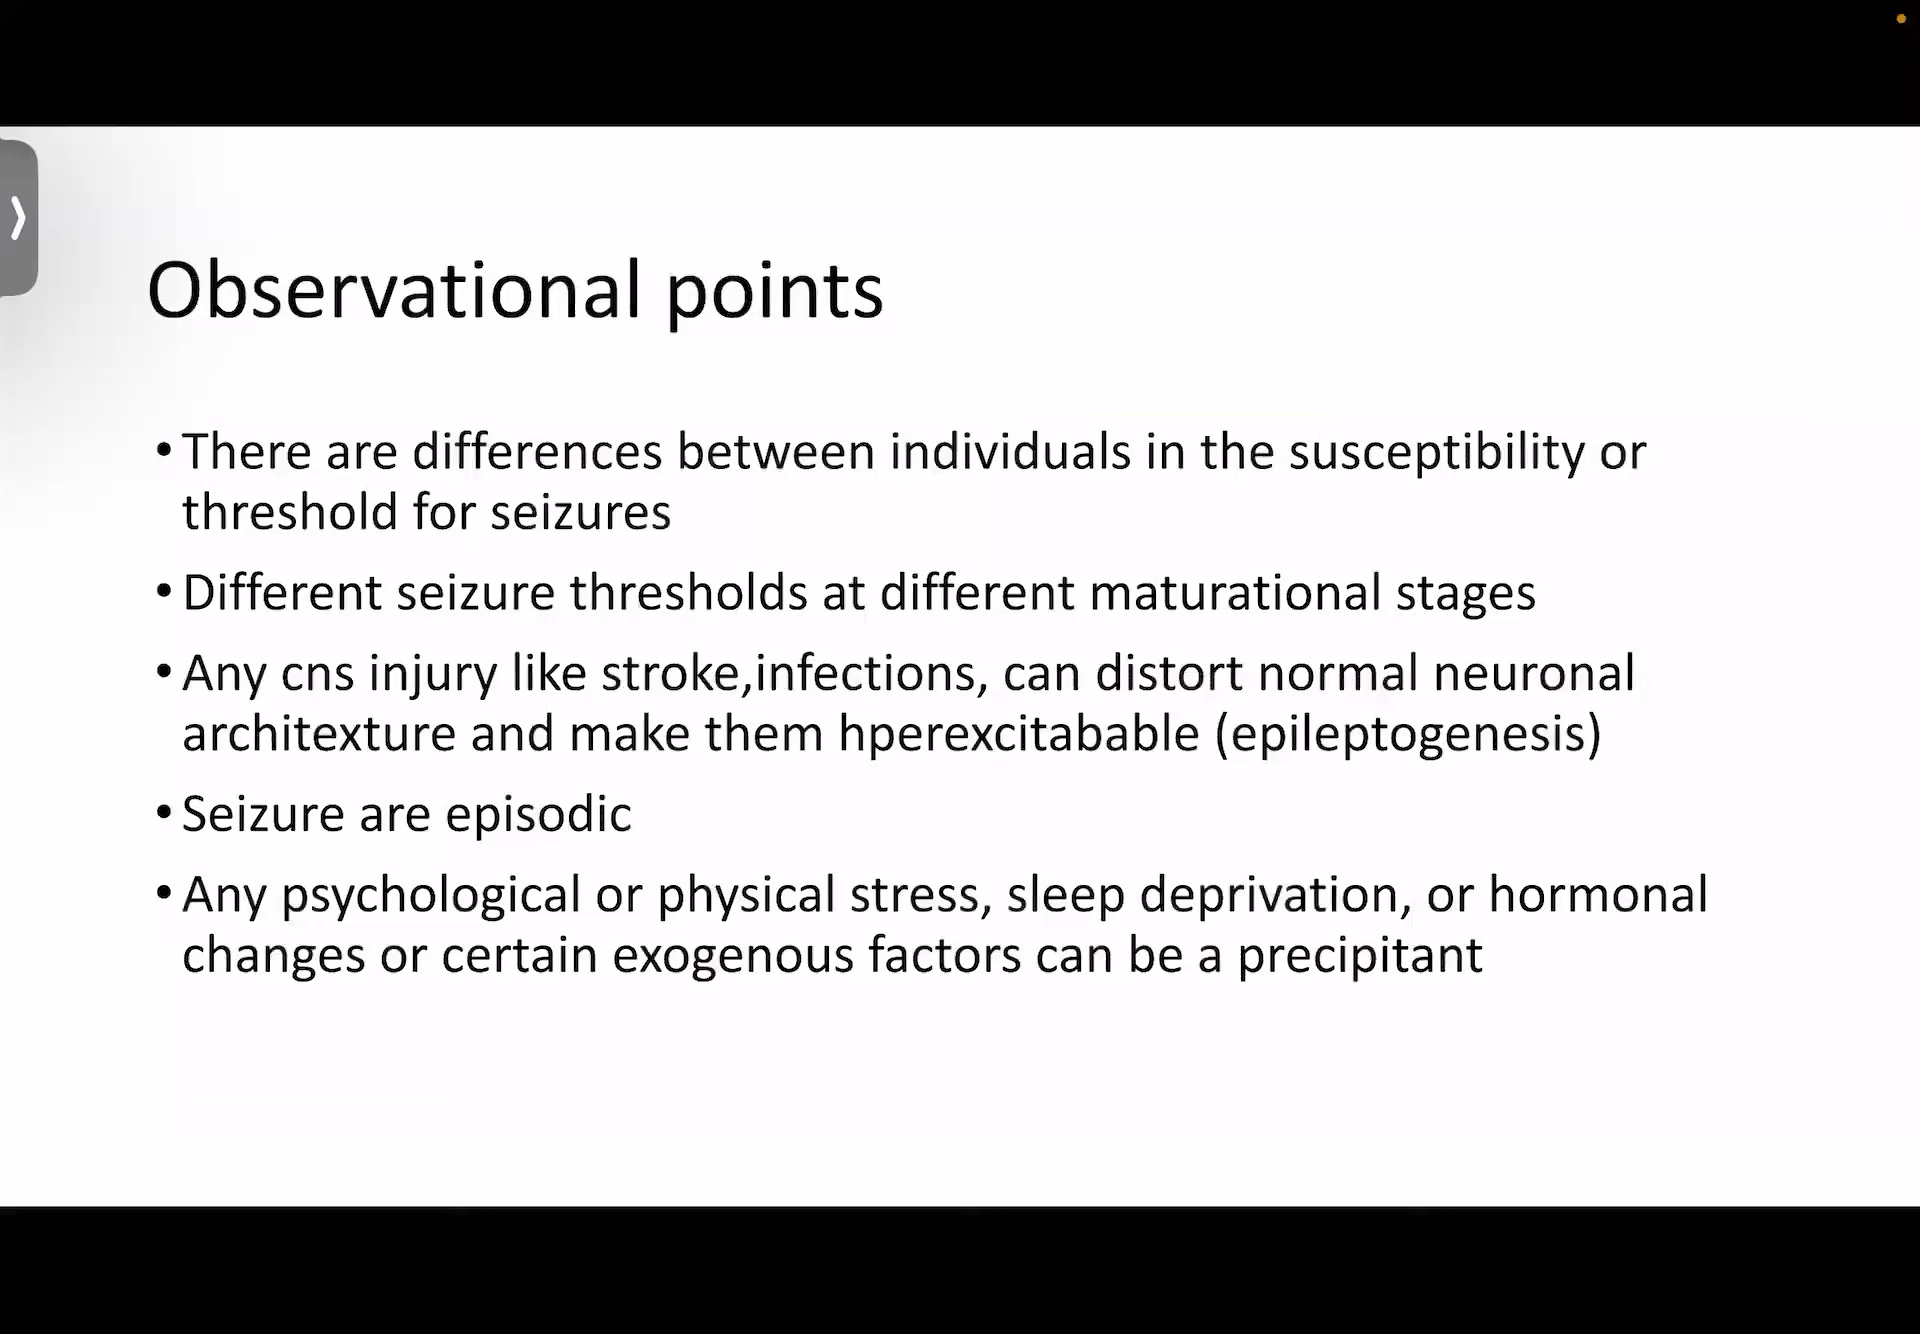 Observational points
• There are differences between individuals in the susceptibility or
threshold for seizures
• Different seizure thresholds at different maturational stages
• Any cns injury like stroke,infections, can distort normal neuronal
architexture and make them hperexcitabable (epileptogenesis)
• Seizure are episodic
• Any psychological or physical stress, sleep deprivation, or hormonal
changes or certain exogenous factors can be a precipitant